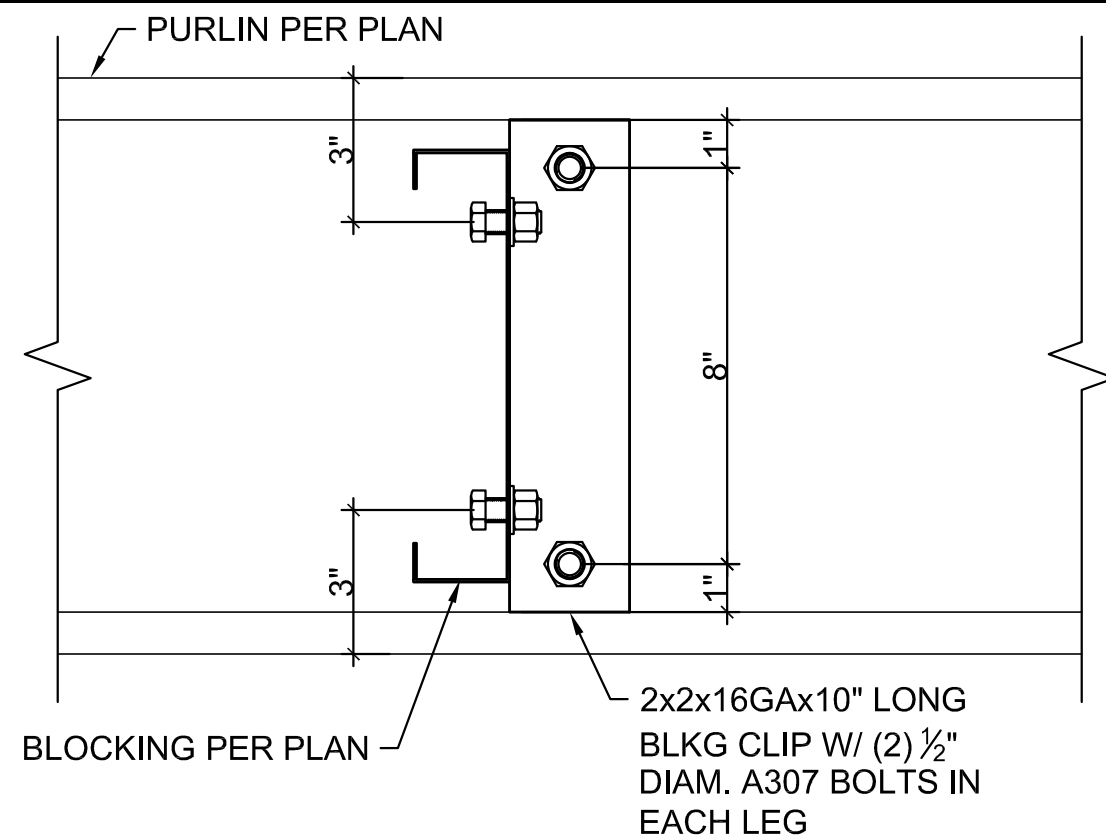 PURLIN PER PLAN
3"
1"
8"
3"
1"
2x2x16GAx10" LONG
BLKG CLIP W/ (2) ½"
DIAM. A307 BOLTS IN
EACH LEG
BLOCKING PER PLAN